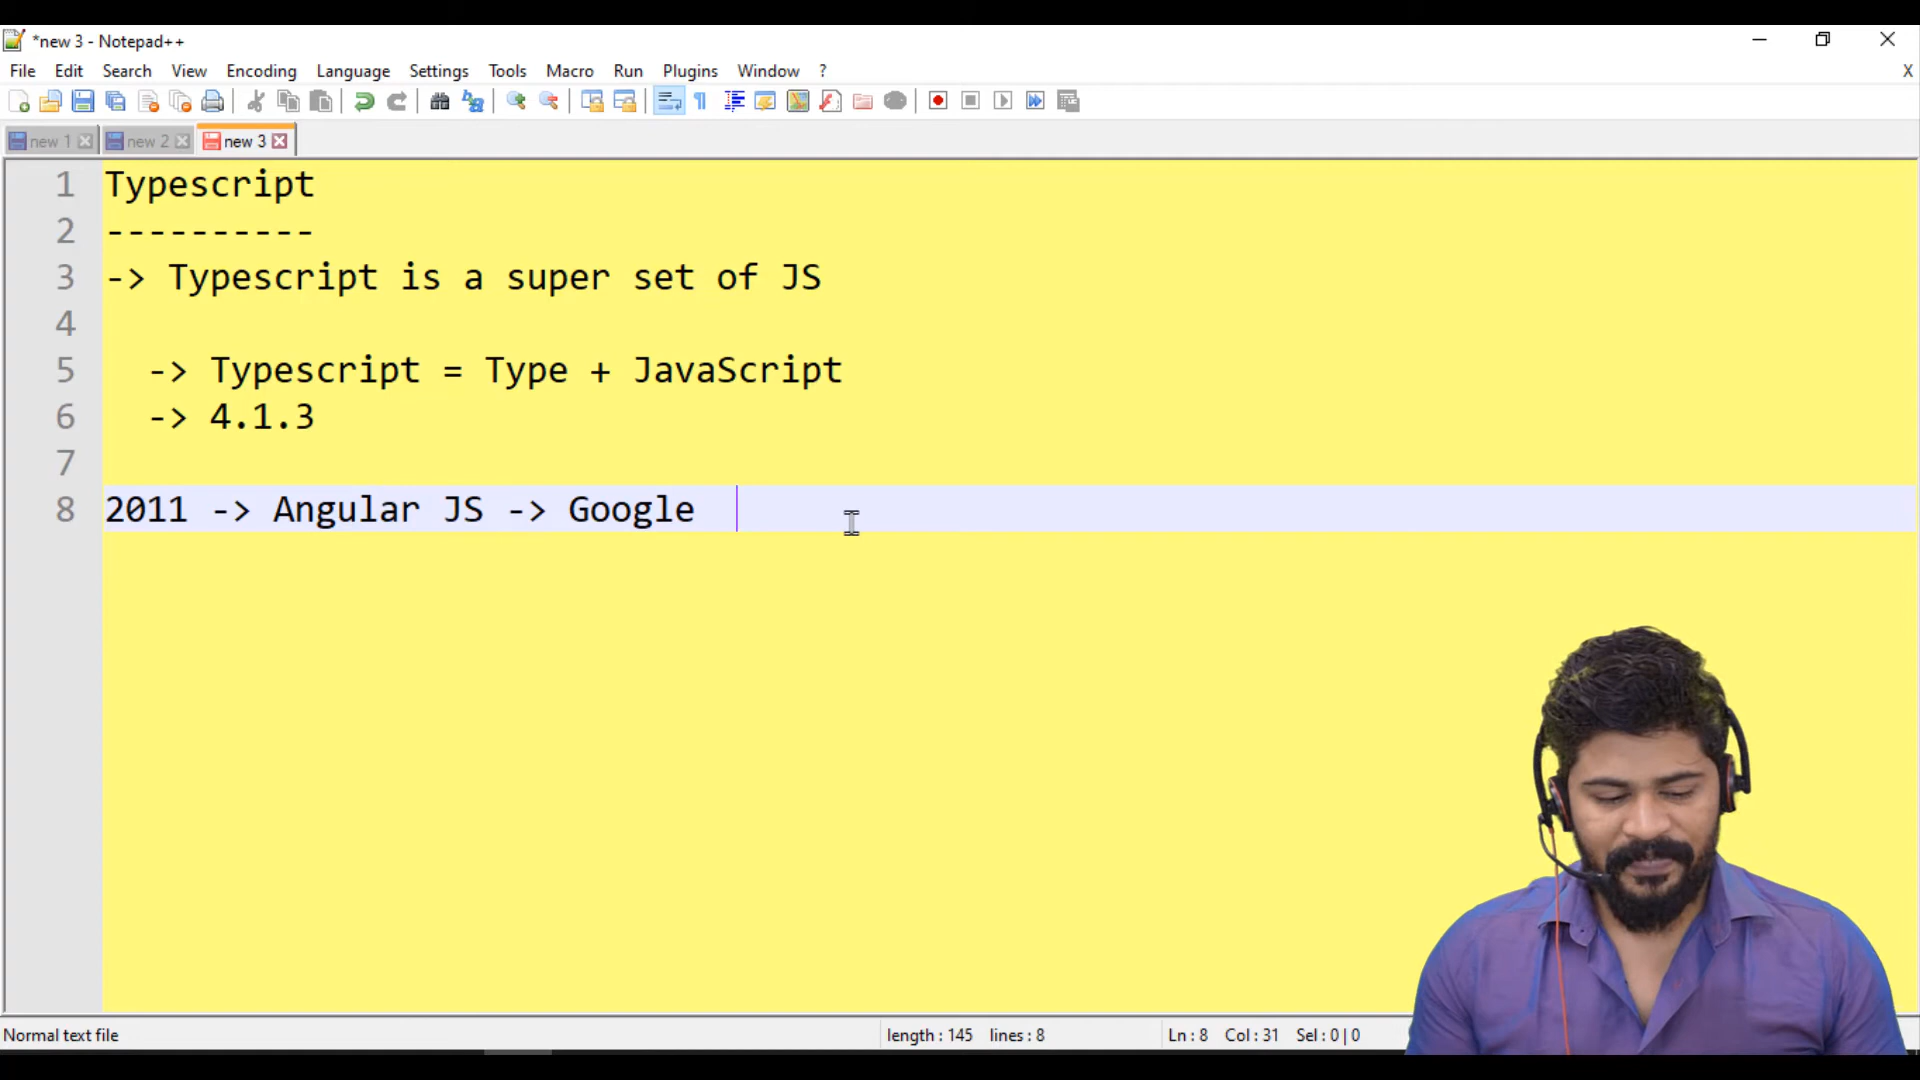 *new 3 - Notepad++
File Edit Search View Encoding Language Settings Tools Macro Run Plugins Window ? X
new 1 new 2 new 3
1 Typescript
2 ----------
3 -> Typescript is a super set of JS
4
5 -> Typescript = Type + JavaScript
6 -> 4.1.3
7
8 2011 -> Angular JS -> Google
Normal text file length : 145 lines : 8 Ln : 8 Col : 31 Sel : 0 | 0